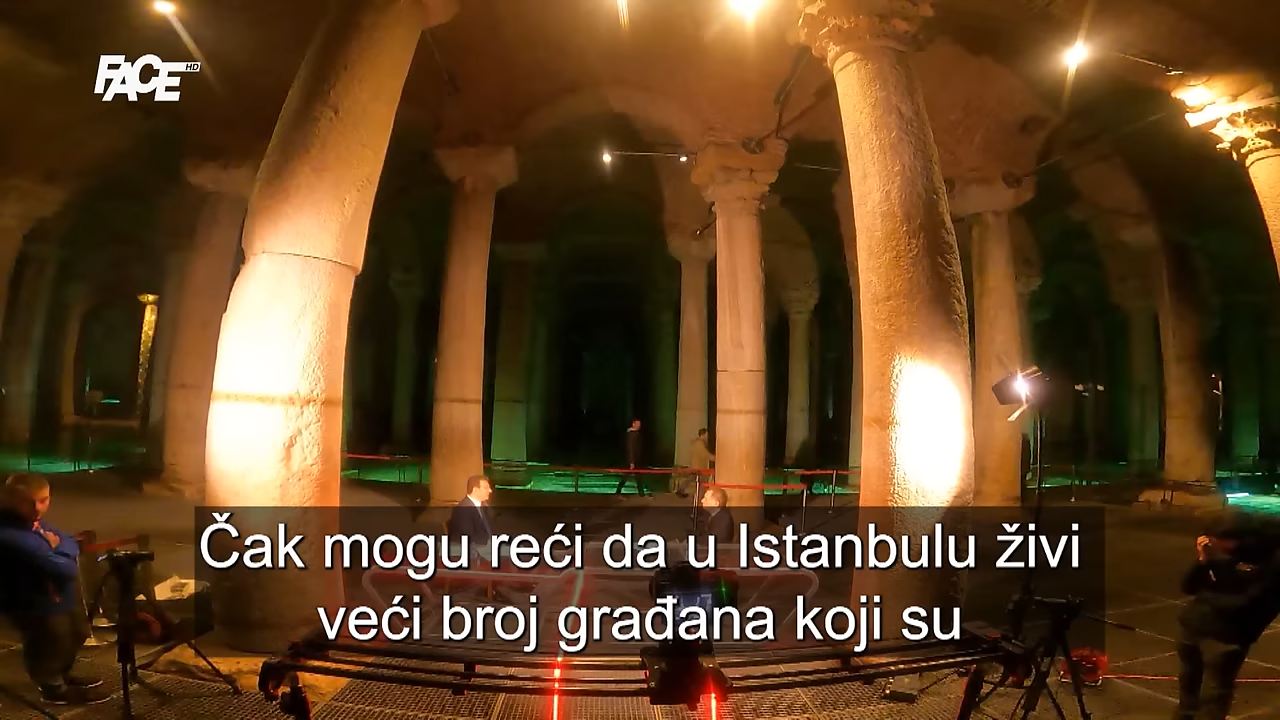 FACE HD
Čak mogu reći da u Istanbulu živi
veći broj građana koji su